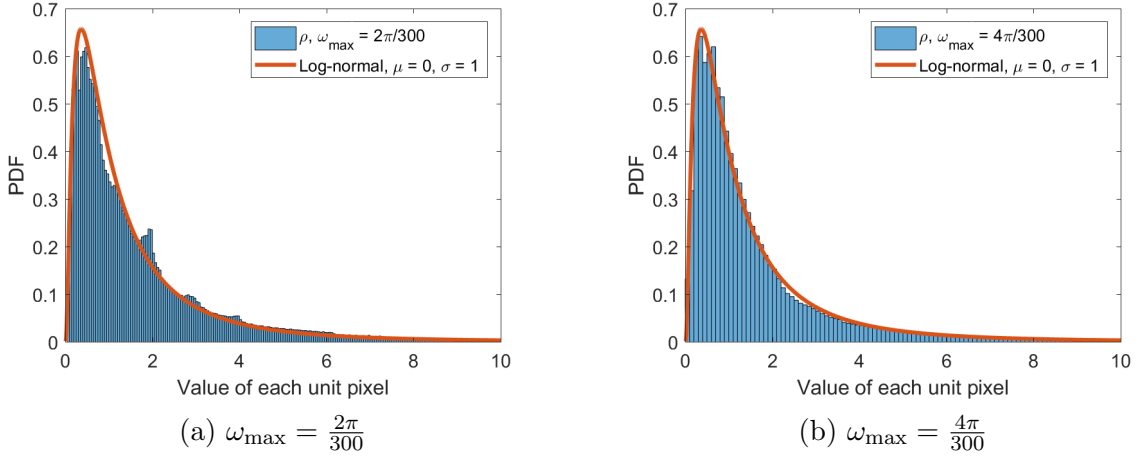 0.7
0.6
0.5
0.4
0.3
0.2
0.1
0
PDF
ρ, ω_max = 2π/300
Log-normal, μ = 0, σ = 1
0 2 4 6 8 10
Value of each unit pixel
(a) ω_max = 2π/300
0.7
0.6
0.5
0.4
0.3
0.2
0.1
0
PDF
ρ, ω_max = 4π/300
Log-normal, μ = 0, σ = 1
0 2 4 6 8 10
Value of each unit pixel
(b) ω_max = 4π/300